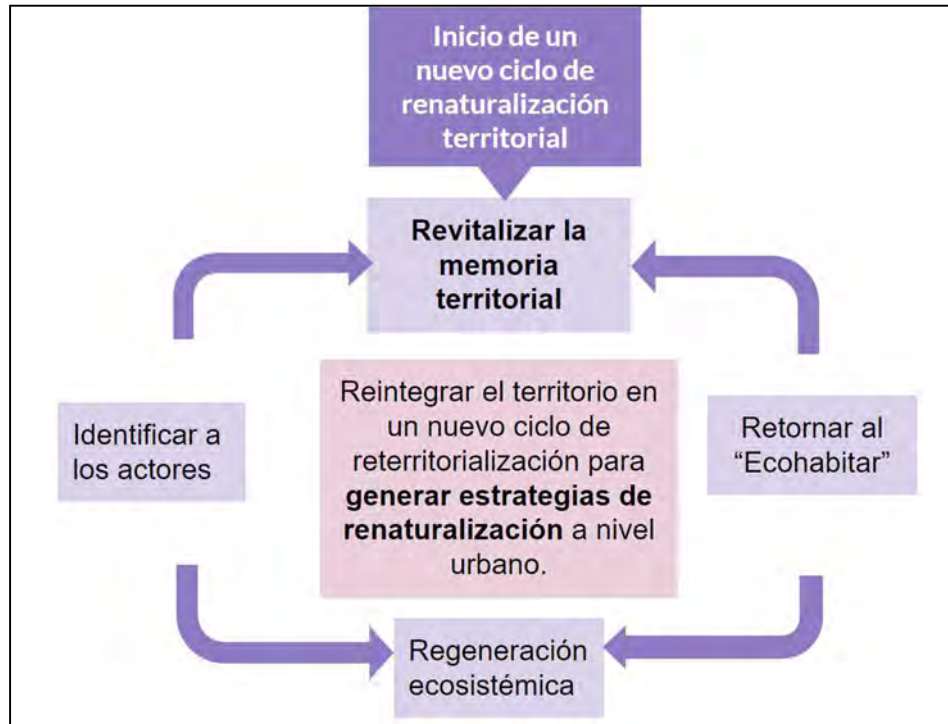 Inicio de un
nuevo ciclo de
renaturalización
territorial
Revitalizar la
memoria
territorial
Identificar a
los actores
Reintegrar el territorio en
un nuevo ciclo de
reterritorialización para
generar estrategias de
renaturalización a nivel
urbano.
Retornar al
“Ecohabitar”
Regeneración
ecosistémica